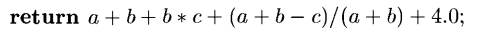 return a + b + b * c + (a + b − c)/(a + b) + 4.0;